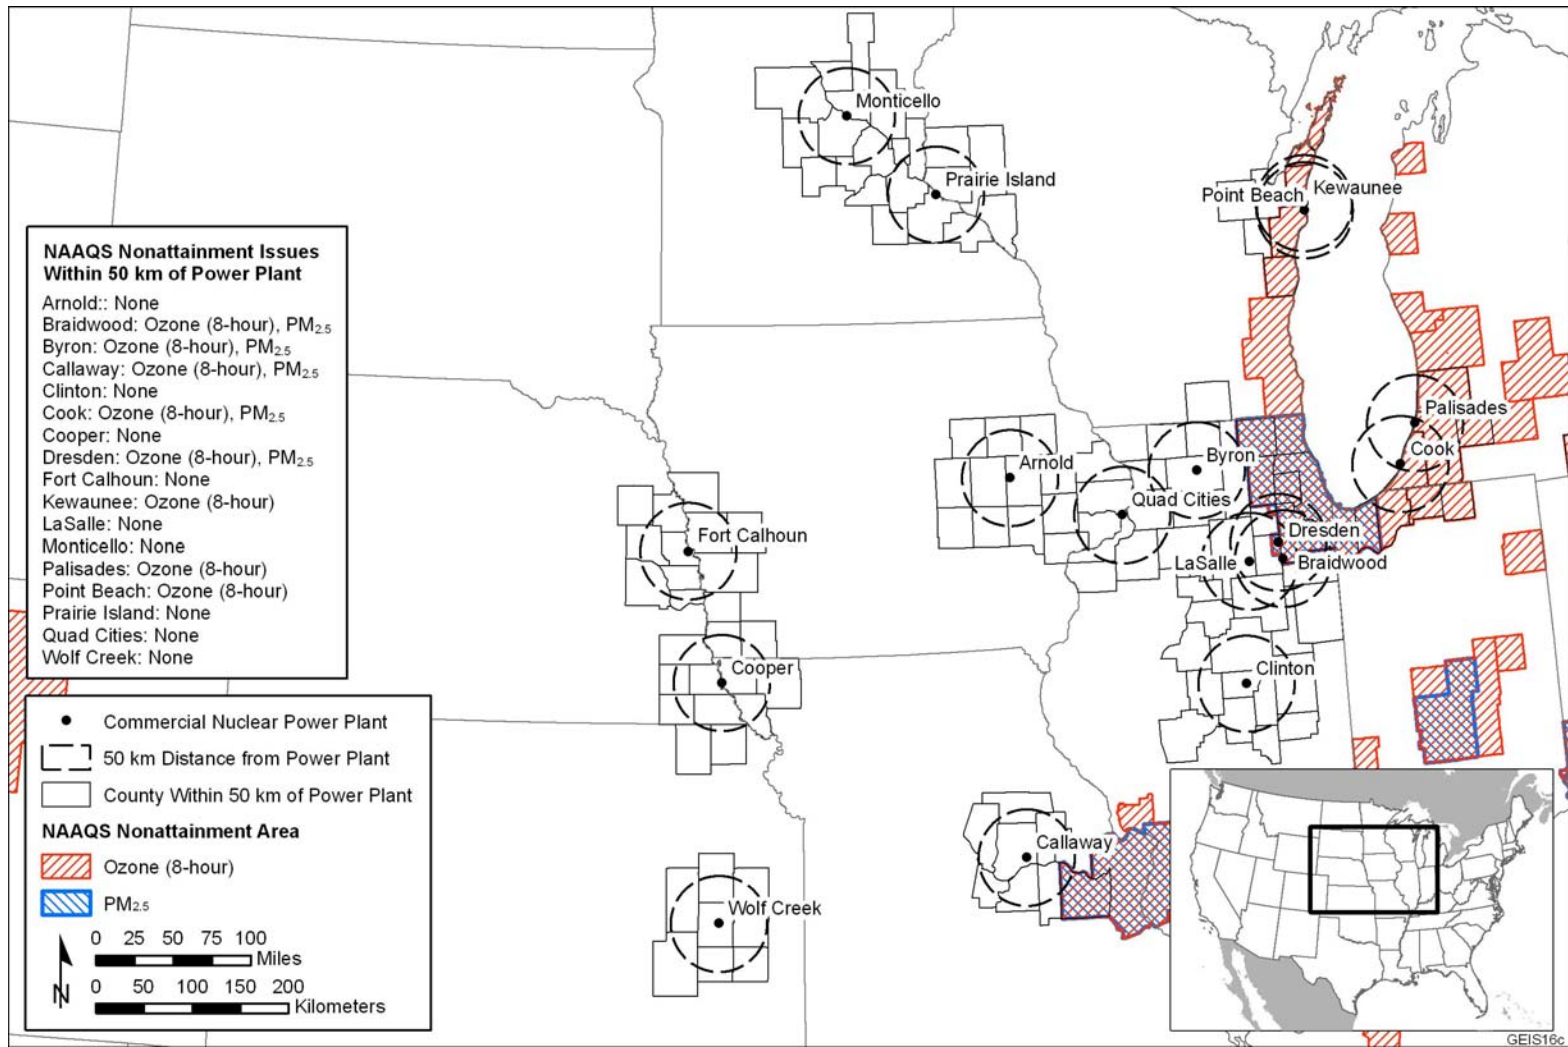 Monticello
Prairie Island
Point Beach
Kewaunee
NAAQS Nonattainment Issues
Within 50 km of Power Plant
Arnold:: None
Braidwood: Ozone (8-hour), PM2.5
Byron: Ozone (8-hour), PM2.5
Callaway: Ozone (8-hour), PM2.5
Clinton: None
Cook: Ozone (8-hour), PM2.5
Cooper: None
Dresden: Ozone (8-hour), PM2.5
Fort Calhoun: None
Kewaunee: Ozone (8-hour)
LaSalle: None
Monticello: None
Palisades: Ozone (8-hour)
Point Beach: Ozone (8-hour)
Prairie Island: None
Quad Cities: None
Wolf Creek: None
Palisades
Cook
Arnold
Byron
Quad Cities
Fort Calhoun
Dresden
LaSalle
Braidwood
Cooper
Clinton
Callaway
Wolf Creek
Commercial Nuclear Power Plant
50 km Distance from Power Plant
County Within 50 km of Power Plant
NAAQS Nonattainment Area
Ozone (8-hour)
PM2.5
N
0 25 50 75 100
Miles
0 50 100 150 200
Kilometers
GEIS16c